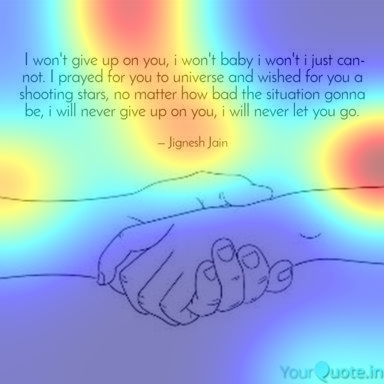 I won't give up on you, i won't baby i won't i just can-
not. I prayed for you to universe and wished for you a
shooting stars, no matter how bad the situation gonna
be, i will never give up on you, i will never let you go.
– Jignesh Jain
YourQuote.in